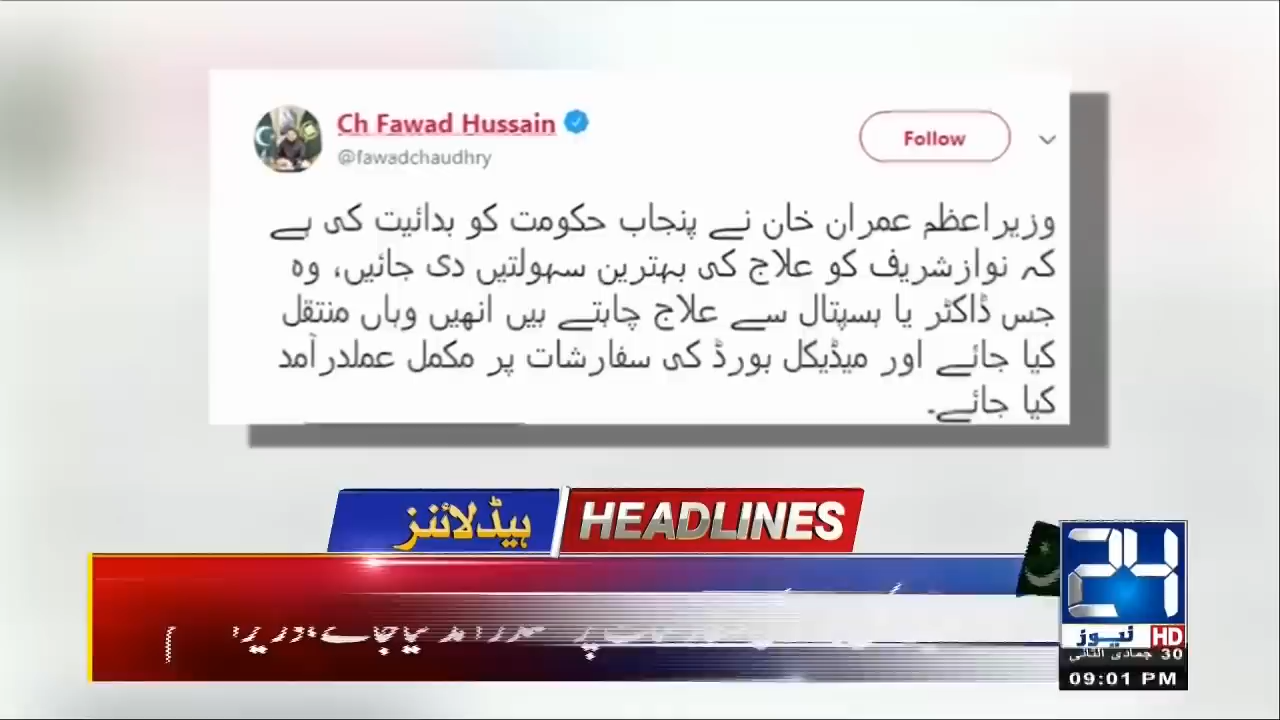 Ch Fawad Hussain
@fawadchaudhry
Follow
وزیراعظم عمران خان نے پنجاب حکومت کو ہدائیت کی ہے
کہ نوازشریف کو علاج کی بہترین سہولتیں دی جائیں، وہ
جس ڈاکٹر یا ہسپتال سے علاج چاہتے ہیں انھیں وہاں منتقل
کیا جائے اور میڈیکل بورڈ کی سفارشات پر مکمل عملدرآمد
کیا جائے۔
ہیڈلائنز HEADLINES
24
نیوز HD
30 جمادی الثانی
09:01 PM